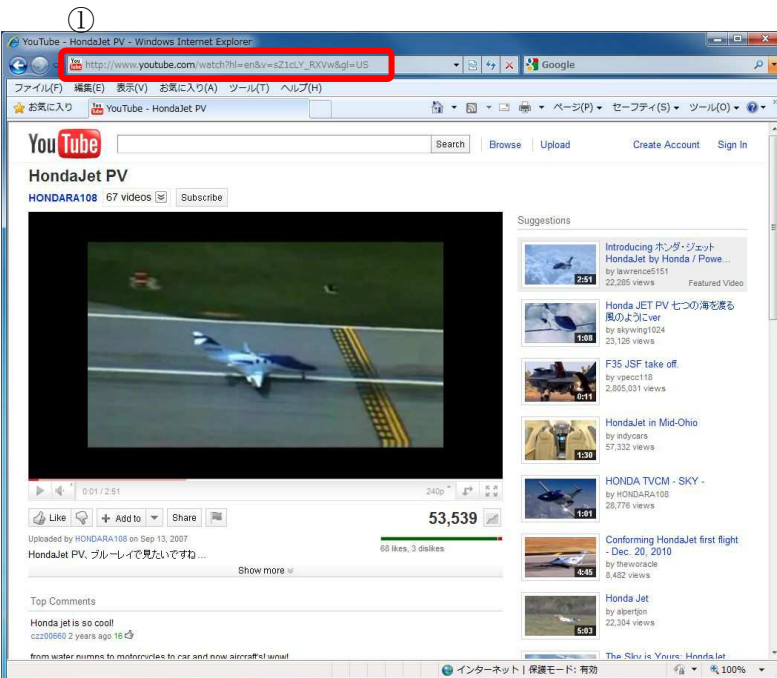 ①
YouTube - HondaJet PV - Windows Internet Explorer
http://www.youtube.com/watch?hl=en&v=sZ1cLY_RXVw&gl=US
Google
ファイル(F) 編集(E) 表示(V) お気に入り(A) ツール(T) ヘルプ(H)
お気に入り YouTube - HondaJet PV ページ(P) セーフティ(S) ツール(O)
YouTube Search Browse Upload Create Account Sign In
HondaJet PV
HONDARA108 67 videos Subscribe
Suggestions
Introducing ホンダ・ジェット
HondaJet by Honda / Powe...
by lawrence5151
2:51 22,285 views Featured Video
Honda JET PV 七つの海を渡る
風のようにver
by skywing1024
1:08 23,126 views
F35 JSF take off.
by vpecc118
0:11 2,805,031 views
HondaJet in Mid-Ohio
by indycars
1:30 57,332 views
HONDA TVCM - SKY -
by HONDARA108
1:01 28,776 views
Conforming HondaJet first flight
- Dec. 20, 2010
by theworacle
4:45 8,482 views
Honda Jet
by alpertjon
5:03 22,304 views
The Sky is Yours: HondaJet
0:01 / 2:51 240p
Like Add to Share 53,539
Uploaded by HONDARA108 on Sep 13, 2007
68 likes, 3 dislikes
HondaJet PV、ブルーレイで見たいですね...
Show more
Top Comments
Honda jet is so cool!
czz00660 2 years ago 16
from water pumps to motorcycles to car and now aircraft's! wow!
インターネット | 保護モード: 有効 100%